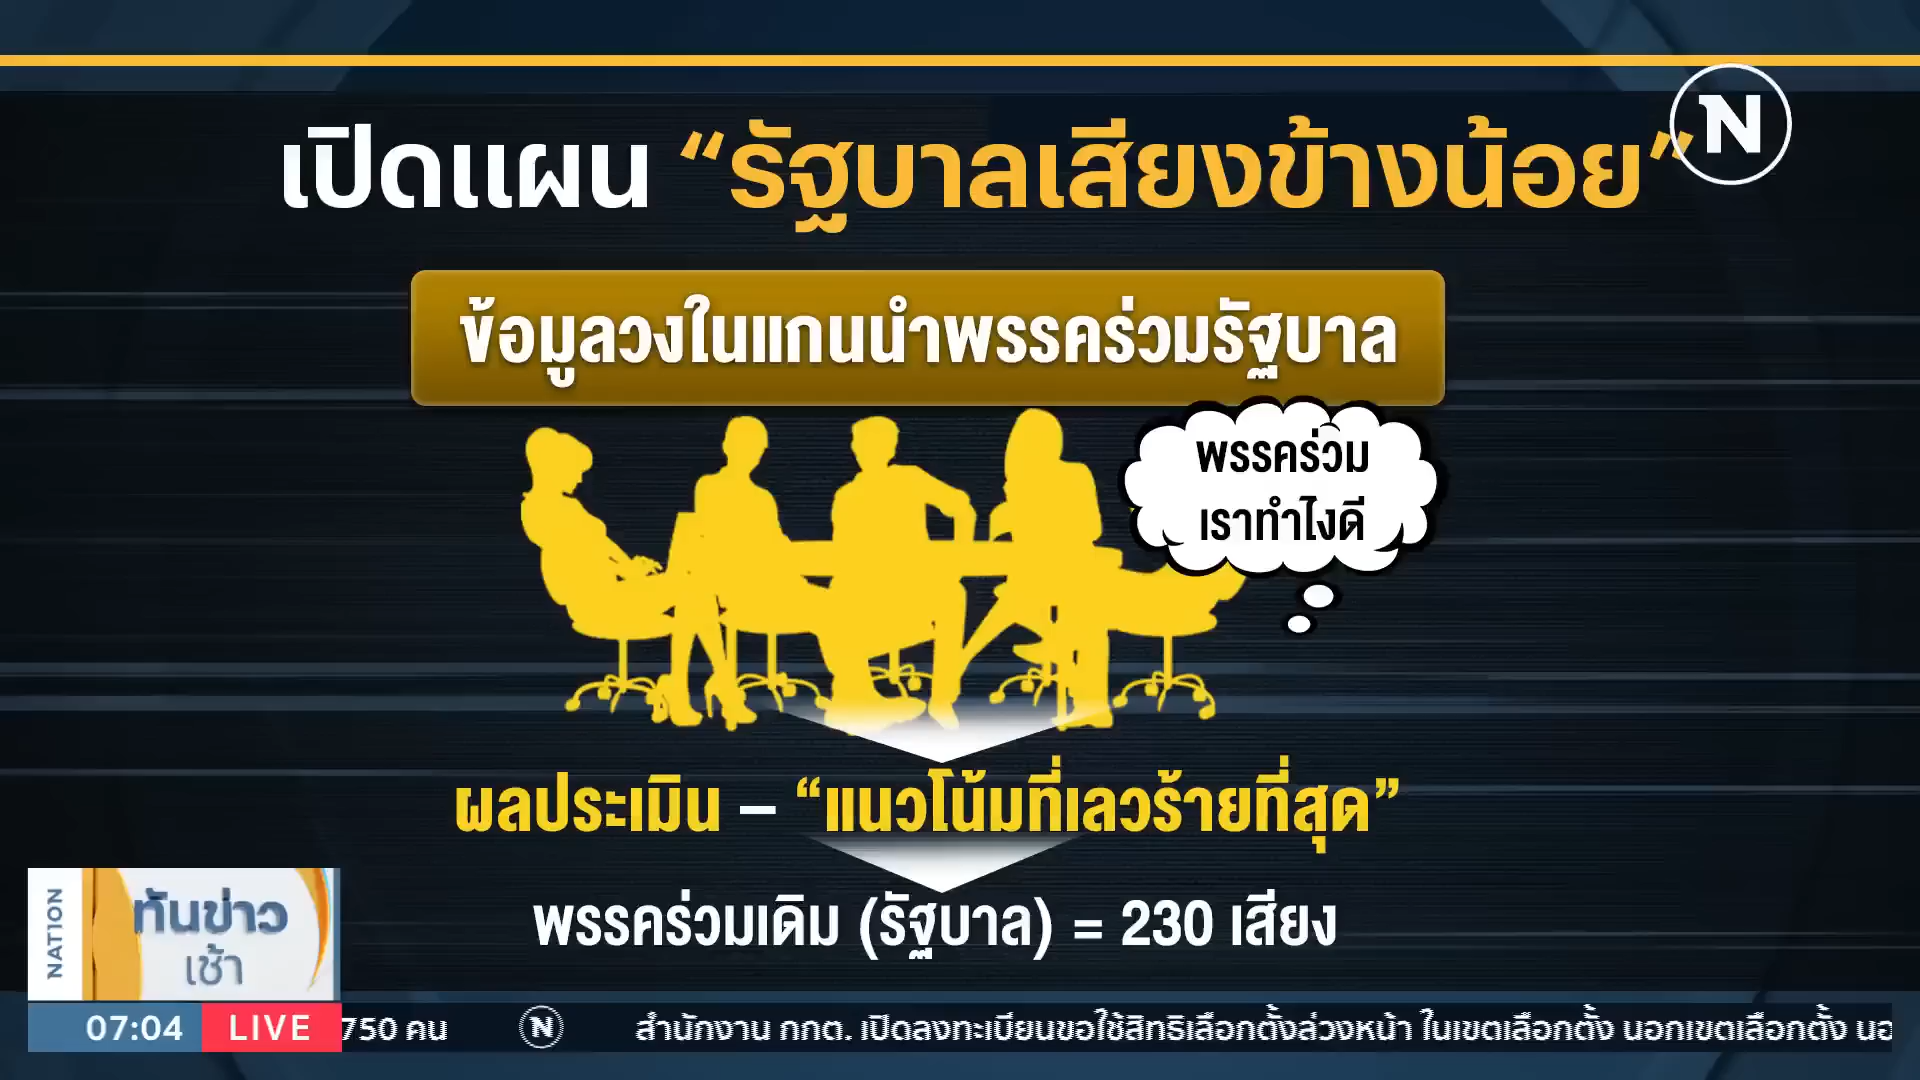 เปิดแผน “รัฐบาลเสียงข้างน้อย”
N
ข้อมูลวงในแกนนำพรรคร่วมรัฐบาล
พรรคร่วม
เราทำไงดี
ผลประเมิน – “แนวโน้มที่เลวร้ายที่สุด”
พรรคร่วมเดิม (รัฐบาล) = 230 เสียง
NATION
ทันข่าว
เช้า
07:04 LIVE 750 คน N สำนักงาน กกต. เปิดลงทะเบียนขอใช้สิทธิเลือกตั้งล่วงหน้า ในเขตเลือกตั้ง นอกเขตเลือกตั้ง นอ